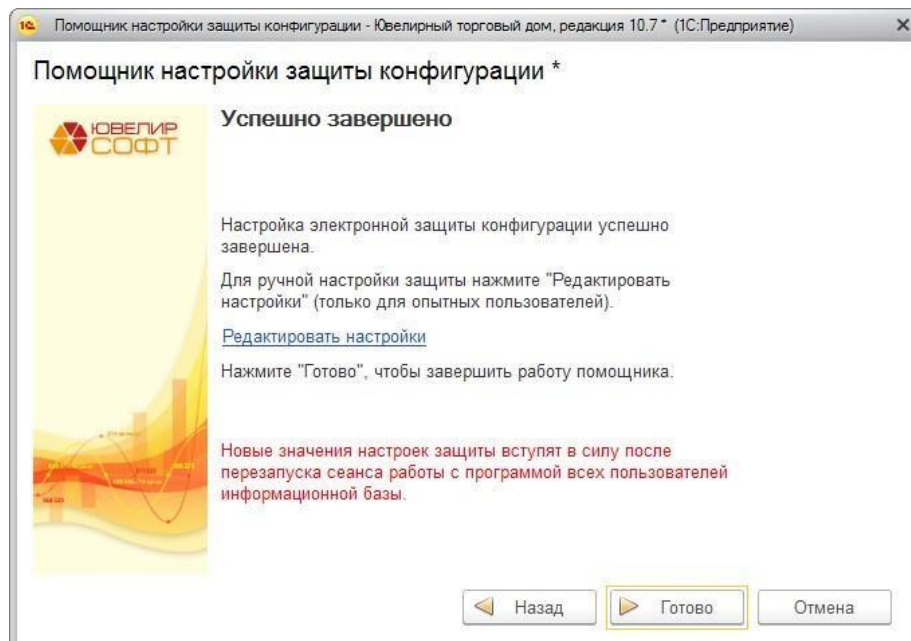 1С Помощник настройки защиты конфигурации - Ювелирный торговый дом, редакция 10.7 * (1С:Предприятие)
Помощник настройки защиты конфигурации *
ЮВЕЛИР
СОФТ
Успешно завершено
Настройка электронной защиты конфигурации успешно
завершена.
Для ручной настройки защиты нажмите "Редактировать
настройки" (только для опытных пользователей).
Редактировать настройки
Нажмите "Готово", чтобы завершить работу помощника.
Новые значения настроек защиты вступят в силу после
перезапуска сеанса работы с программой всех пользователей
информационной базы.
Назад
Готово
Отмена